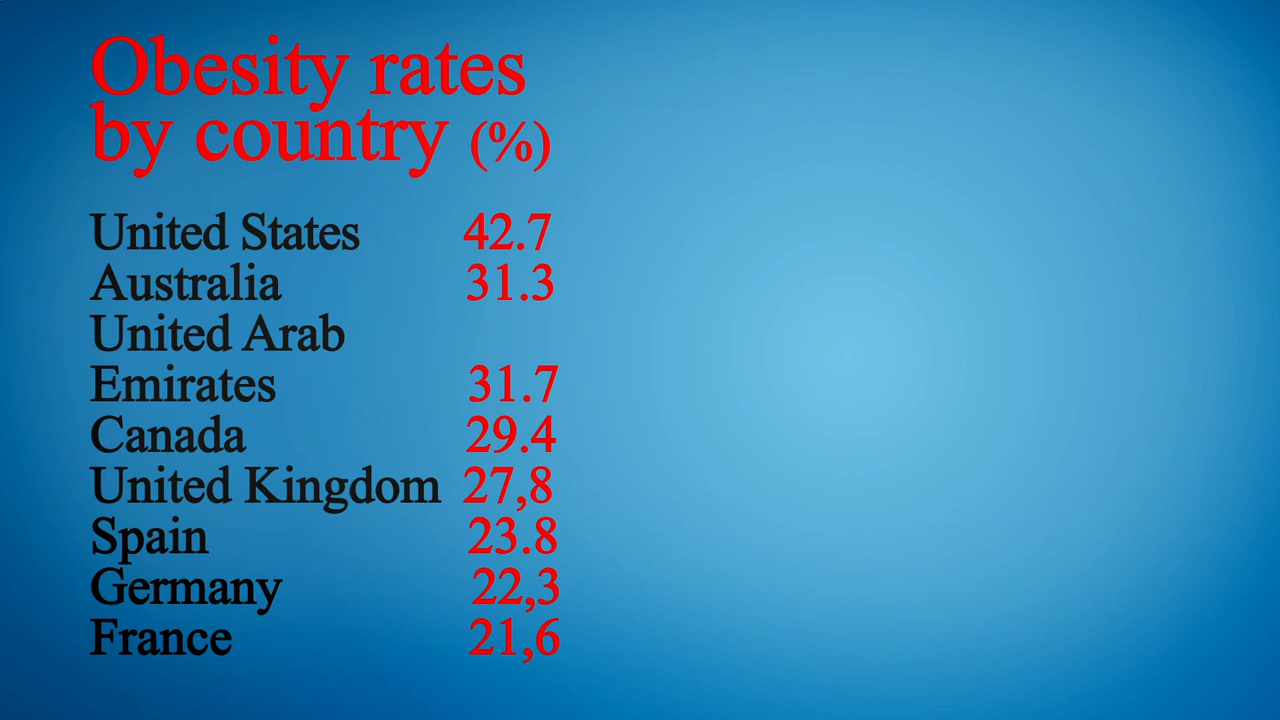 Obesity rates
by country (%)
United States 42.7
Australia 31.3
United Arab
Emirates 31.7
Canada 29.4
United Kingdom 27,8
Spain 23.8
Germany 22,3
France 21,6